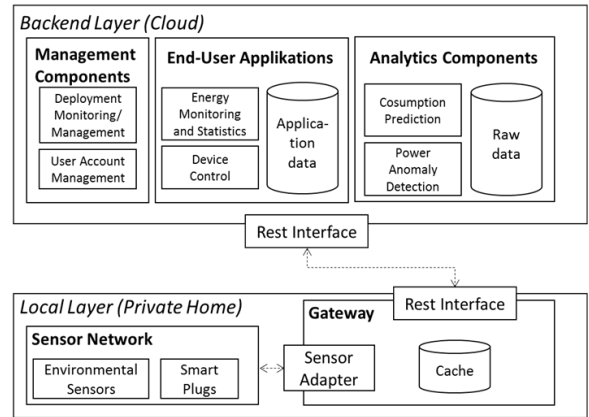 Backend Layer (Cloud)
Management
Components
Deployment
Monitoring/
Management
User Account
Management
End-User Applikations
Energy
Monitoring
and Statistics
Device
Control
Applica-
tion
data
Analytics Components
Cosumption
Prediction
Power
Anomaly
Detection
Raw
data
Rest Interface
Local Layer (Private Home)
Sensor Network
Environmental
Sensors
Smart
Plugs
Gateway
Rest Interface
Sensor
Adapter
Cache